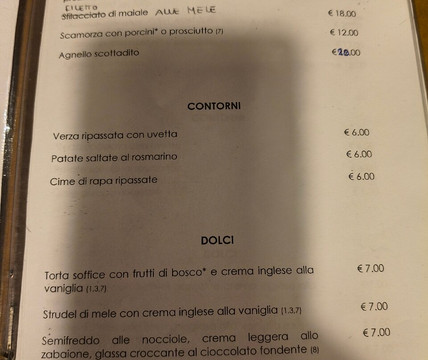 FILETTO
Sfilacciato di maiale ALLE MELE € 18.00
Scamorza con porcini* o prosciutto (7) € 12.00
Agnello scottadito € .00
CONTORNI
Verza ripassata con uvetta € 6.00
Patate saltate al rosmarino € 6.00
Cime di rapa ripassate € 6.00
DOLCI
Torta soffice con frutti di bosco* e crema inglese alla € 7.00
vaniglia (1,3,7)
Strudel di mele con crema inglese alla vaniglia (1,3,7) € 7.00
Semifreddo alle nocciole, crema leggera allo € 7.00
zabaione, glassa croccante al cioccolato fondente (8)